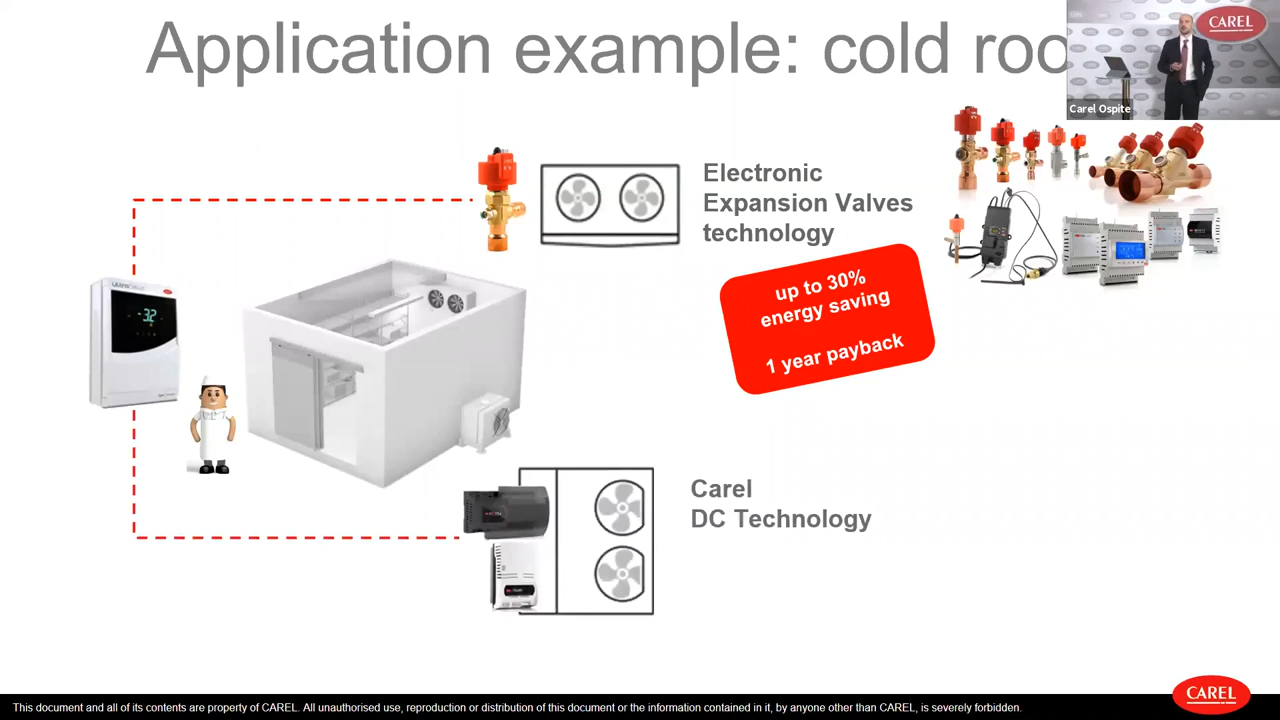 Application example: cold roo
CAREL
Carel Ospite
Electronic
Expansion Valves
technology
up to 30%
energy saving
1 year payback
-3.2
Carel
DC Technology
CAREL
This document and all of its contents are property of CAREL. All unauthorised use, reproduction or distribution of this document or the information contained in it, by anyone other than CAREL, is severely forbidden.